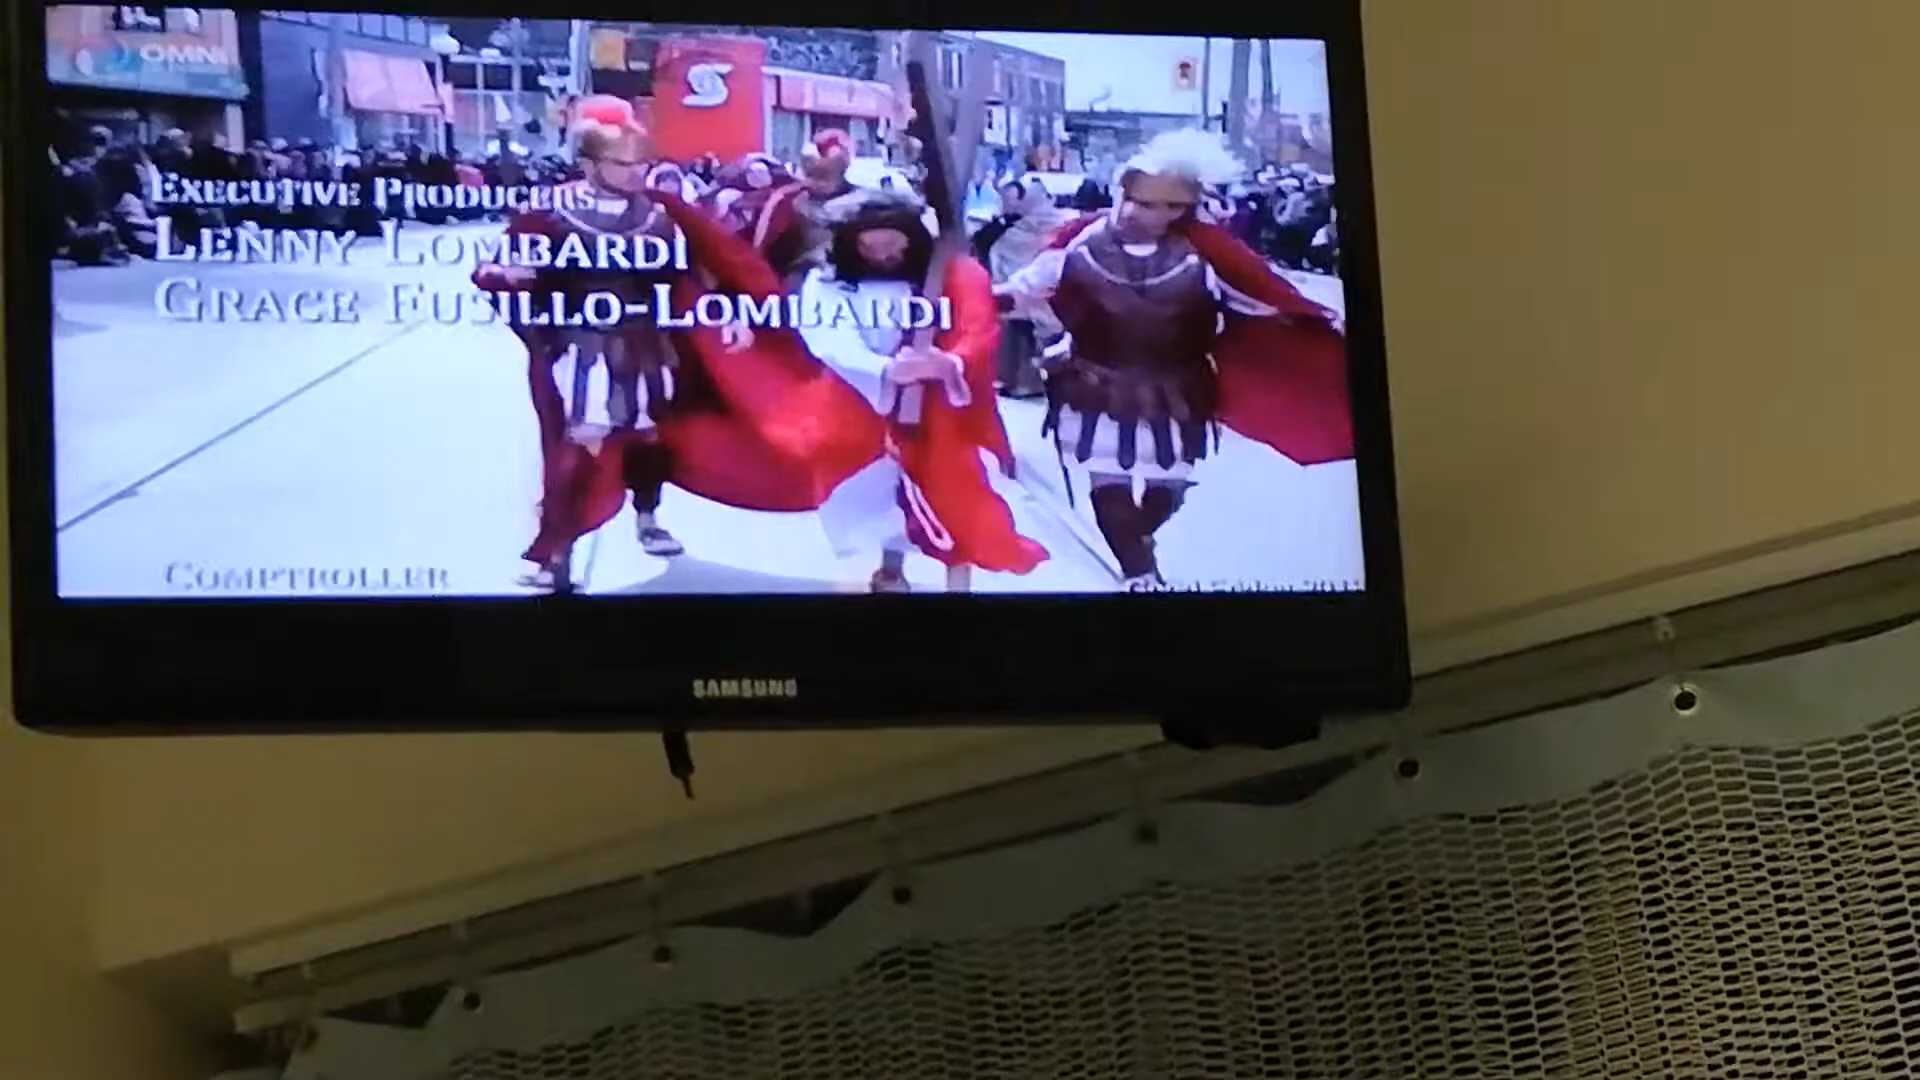 OMNI
EXECUTIVE PRODUCERS
LENNY LOMBARDI
GRACE FUSILLO-LOMBARDI
COMPTROLLER
SAMSUNG